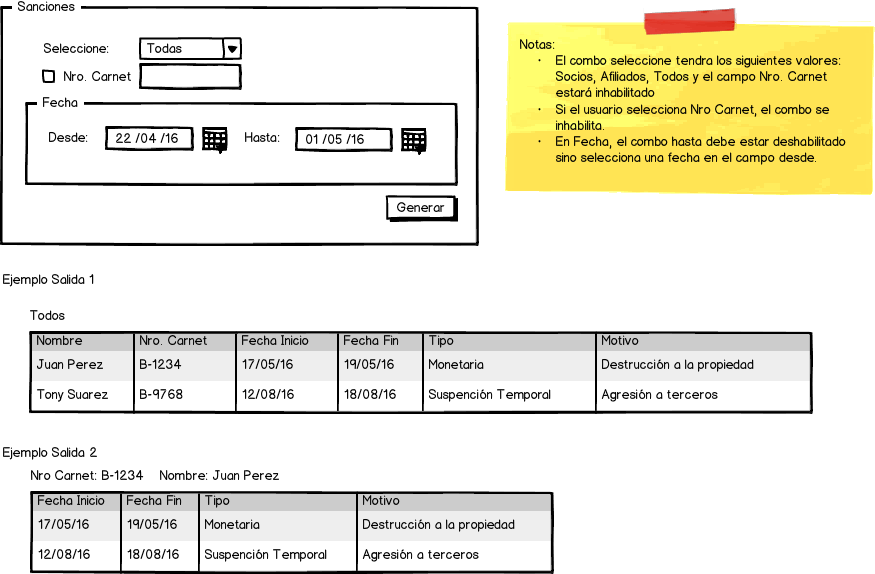 Sanciones
Seleccione: Todas
Nro. Carnet
Fecha
Desde: 22 /04 /16 Hasta: 01 /05 /16
Generar
Notas:
· El combo seleccione tendra los siguientes valores:
Socios, Afiliados, Todos y el campo Nro. Carnet
estará inhabilitado
· Si el usuario selecciona Nro Carnet, el combo se
inhabilita.
· En Fecha, el combo hasta debe estar deshabilitado
sino selecciona una fecha en el campo desde.
Ejemplo Salida 1
Todos
Nombre Nro. Carnet Fecha Inicio Fecha Fin Tipo Motivo
Juan Perez B-1234 17/05/16 19/05/16 Monetaria Destrucción a la propiedad
Tony Suarez B-9768 12/08/16 18/08/16 Suspención Temporal Agresión a terceros
Ejemplo Salida 2
Nro Carnet: B-1234 Nombre: Juan Perez
Fecha Inicio Fecha Fin Tipo Motivo
17/05/16 19/05/16 Monetaria Destrucción a la propiedad
12/08/16 18/08/16 Suspención Temporal Agresión a terceros